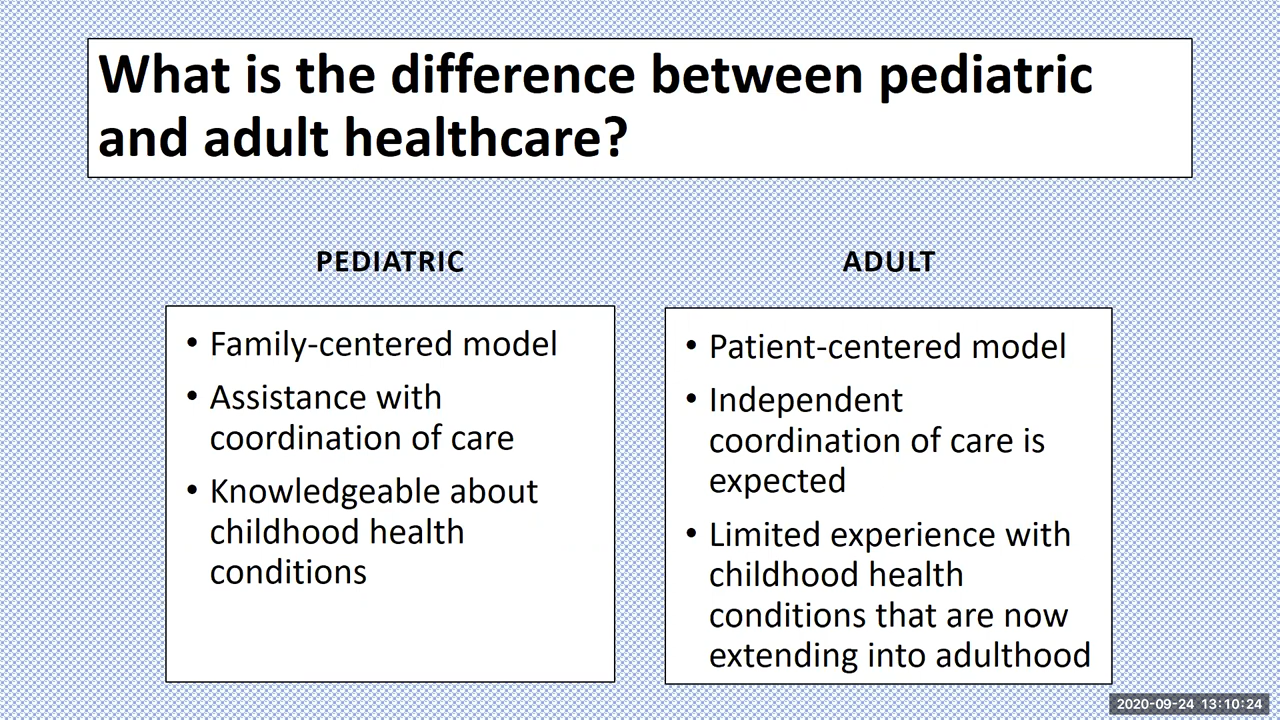 What is the difference between pediatric
and adult healthcare?
PEDIATRIC
• Family-centered model
• Assistance with
coordination of care
• Knowledgeable about
childhood health
conditions
ADULT
• Patient-centered model
• Independent
coordination of care is
expected
• Limited experience with
childhood health
conditions that are now
extending into adulthood
2020-09-24 13:10:24